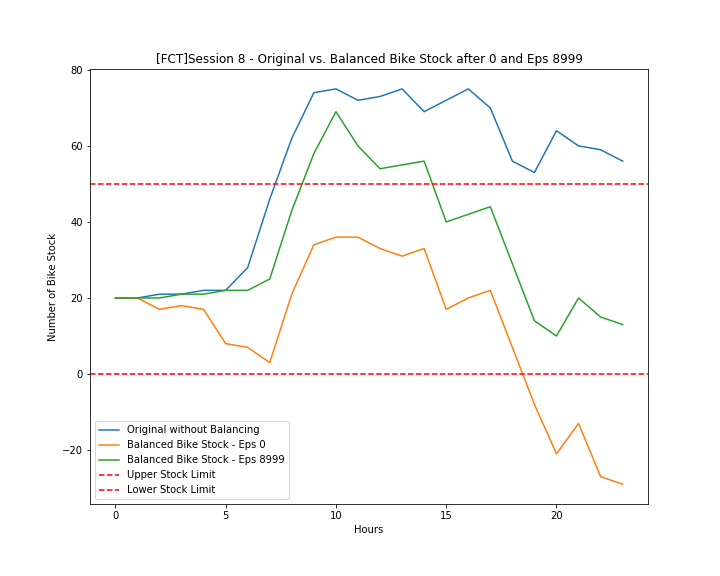 [FCT]Session 8 - Original vs. Balanced Bike Stock after 0 and Eps 8999
80
60
40
20
0
−20
Number of Bike Stock
Original without Balancing
Balanced Bike Stock - Eps 0
Balanced Bike Stock - Eps 8999
Upper Stock Limit
Lower Stock Limit
0 5 10 15 20
Hours